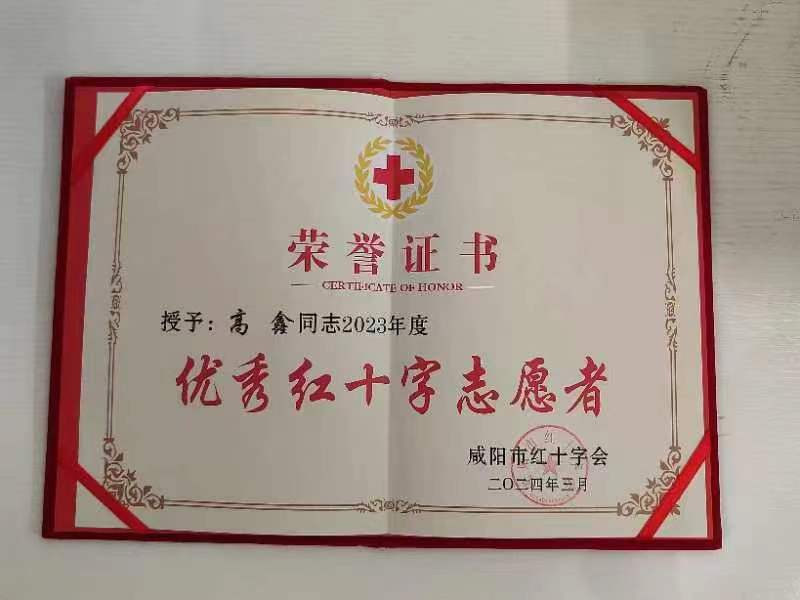 荣誉证书
CERTIFICATE OF HONOR
授予：高 鑫同志2023年度
优秀红十字志愿者
咸阳市红十字会
二〇二四年三月